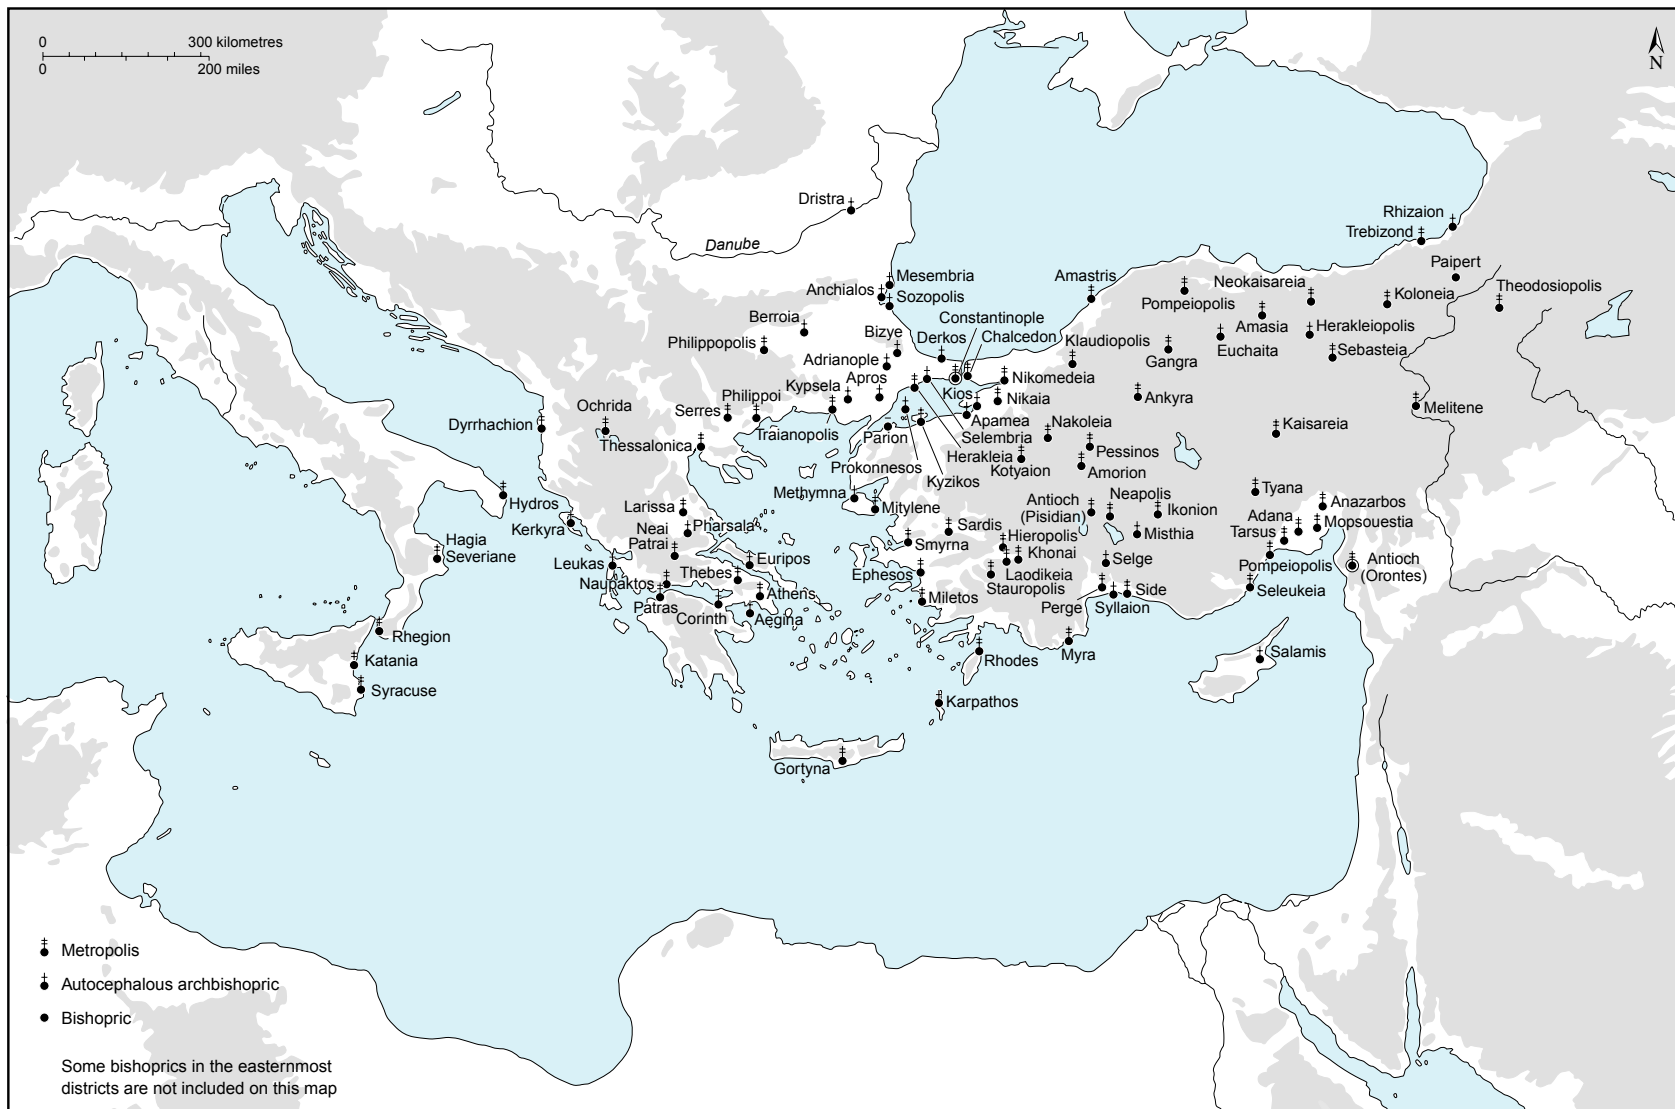 0 300 kilometres
0 200 miles
N
Dristra
Danube
Rhizaion
Trebizond
Paipert
Theodosiopolis
Mesembria
Anchialos
Sozopolis
Amastris
Neokaisareia
Pompeiopolis
Koloneia
Constantinople
Chalcedon
Berroia
Bizye
Derkos
Philippopolis
Adrianople
Klaudiopolis
Gangra
Amasia
Euchaita
Herakleiopolis
Sebasteia
Kypsela
Apros
Kios
Nikomedeia
Nikaia
Ankyra
Melitene
Philippoi
Serres
Ochrida
Dyrrhachion
Thessalonica
Traianopolis
Parion
Apamea
Selembria
Herakleia
Nakoleia
Pessinos
Kaisareia
Prokonnesos
Kyzikos
Kotyaion
Amorion
Hydros
Kerkyra
Methymna
Mitylene
Larissa
Pharsala
Neai
Patrai
Sardis
Smyrna
Antioch
(Pisidian)
Neapolis
Ikonion
Misthia
Tyana
Anazarbos
Adana
Mopsouestia
Tarsus
Hagia
Severiane
Leukas
Naupaktos
Thebes
Euripos
Hieropolis
Khonai
Laodikeia
Selge
Pompeiopolis
Antioch
(Orontes)
Ephesos
Stauropolis
Seleukeia
Patras
Athens
Corinth
Aegina
Miletos
Perge
Syllaion
Side
Rhegion
Katania
Syracuse
Rhodes
Myra
Salamis
Karpathos
Gortyna
Metropolis
Autocephalous archbishopric
Bishopric
Some bishoprics in the easternmost
districts are not included on this map